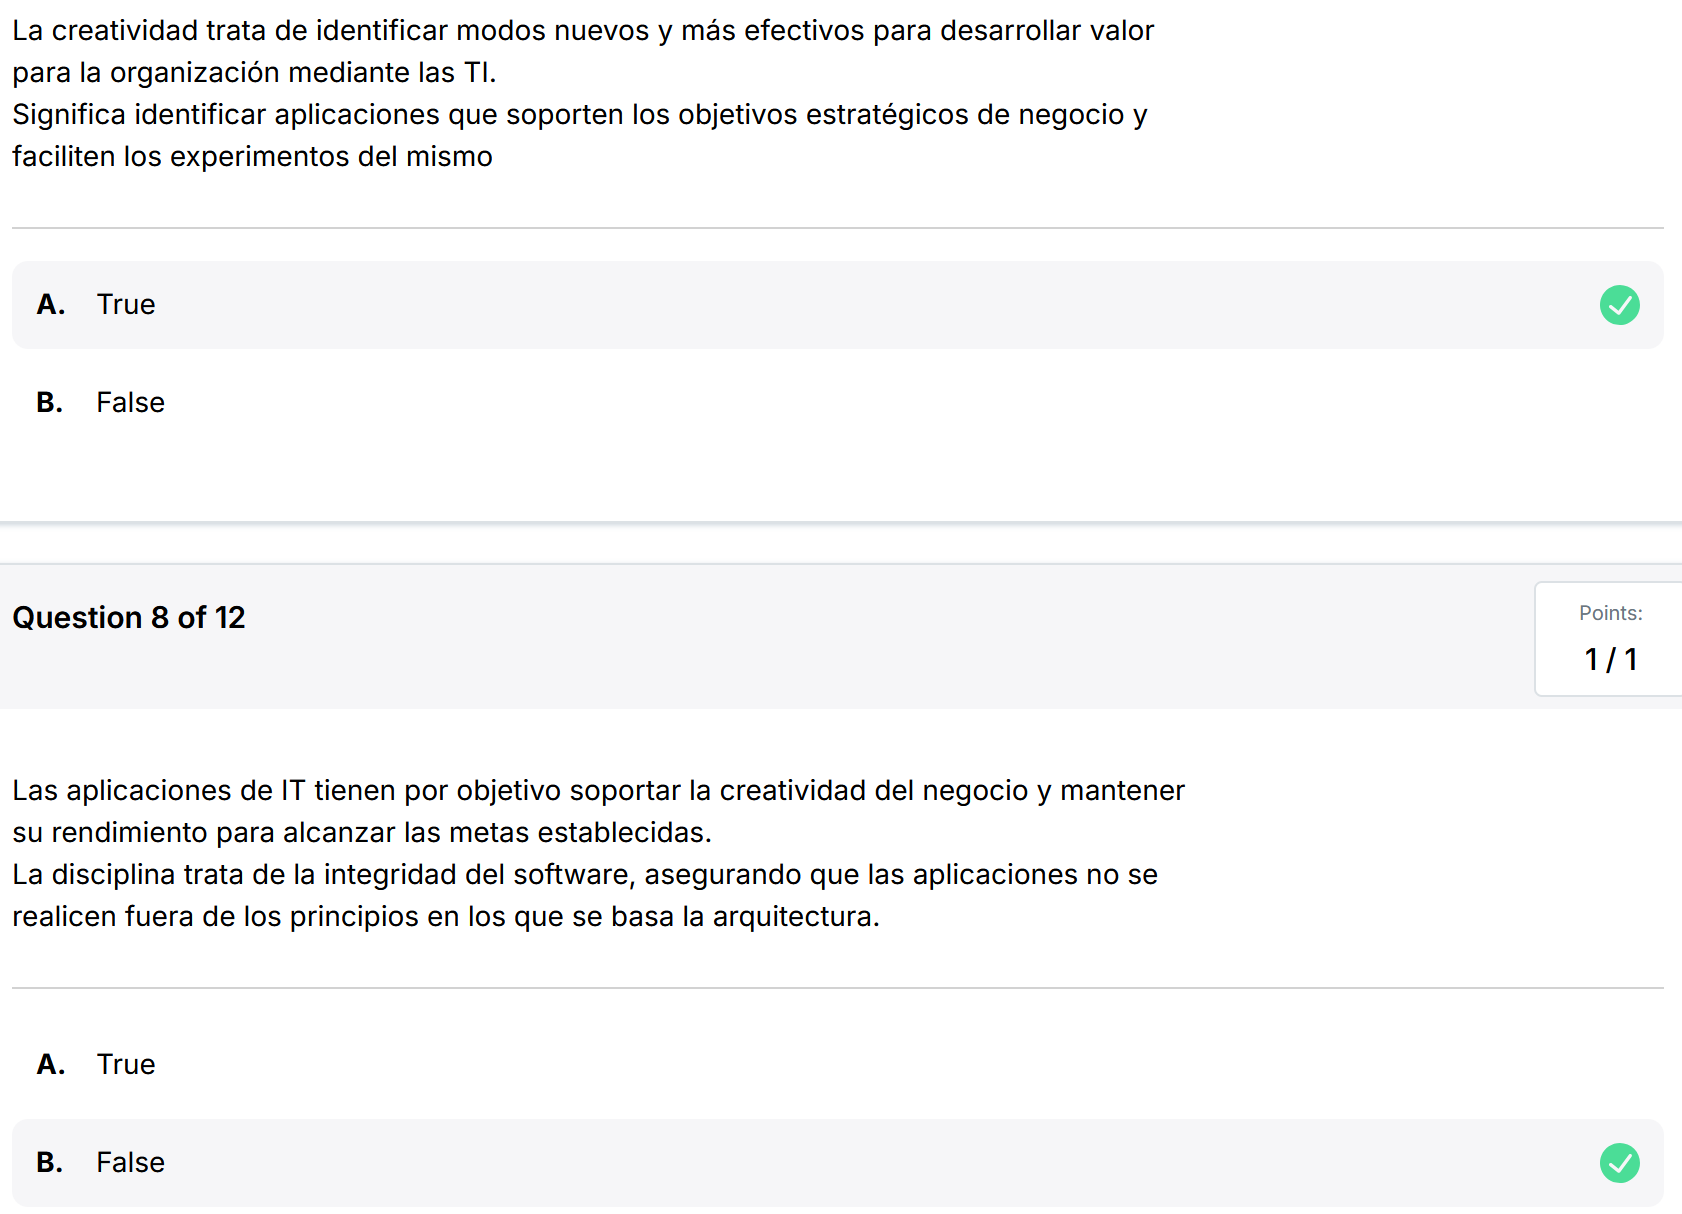 La creatividad trata de identificar modos nuevos y más efectivos para desarrollar valor
para la organización mediante las TI.
Significa identificar aplicaciones que soporten los objetivos estratégicos de negocio y
faciliten los experimentos del mismo
A. True
B. False
Question 8 of 12
Points:
1 / 1
Las aplicaciones de IT tienen por objetivo soportar la creatividad del negocio y mantener
su rendimiento para alcanzar las metas establecidas.
La disciplina trata de la integridad del software, asegurando que las aplicaciones no se
realicen fuera de los principios en los que se basa la arquitectura.
A. True
B. False